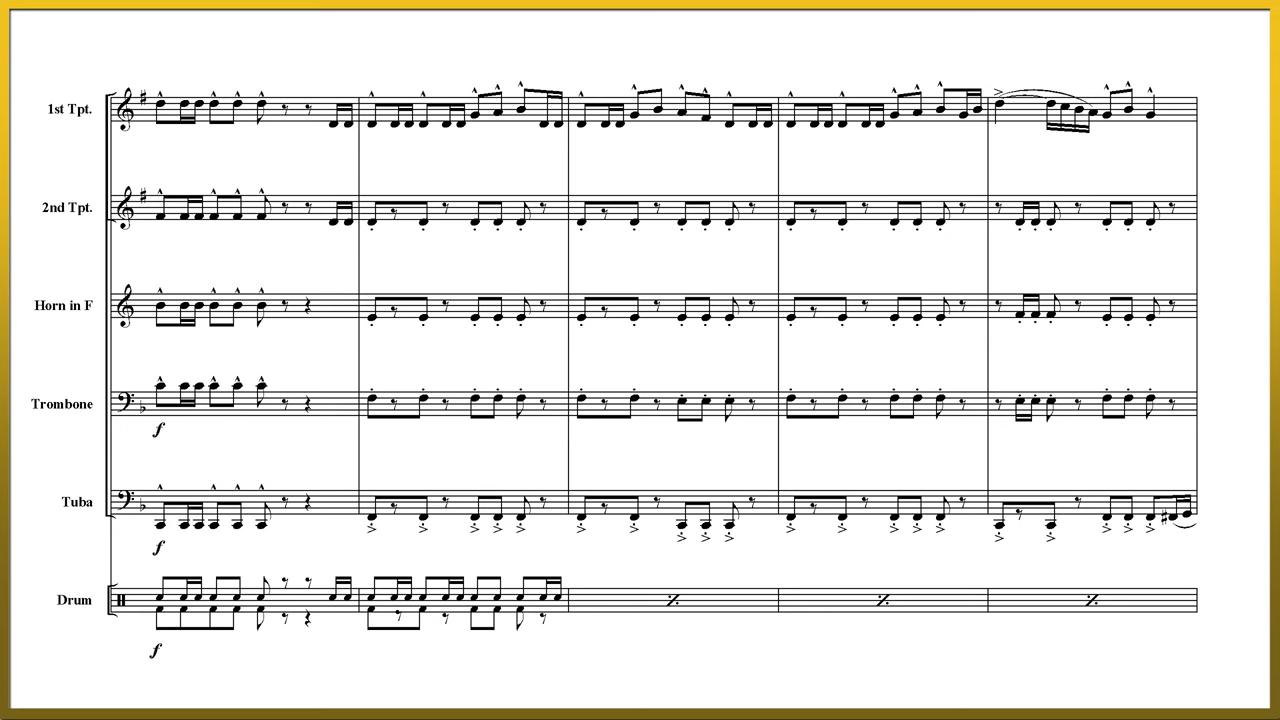 1st Tpt.
2nd Tpt.
Horn in F
Trombone
f
Tuba
f
Drum
f